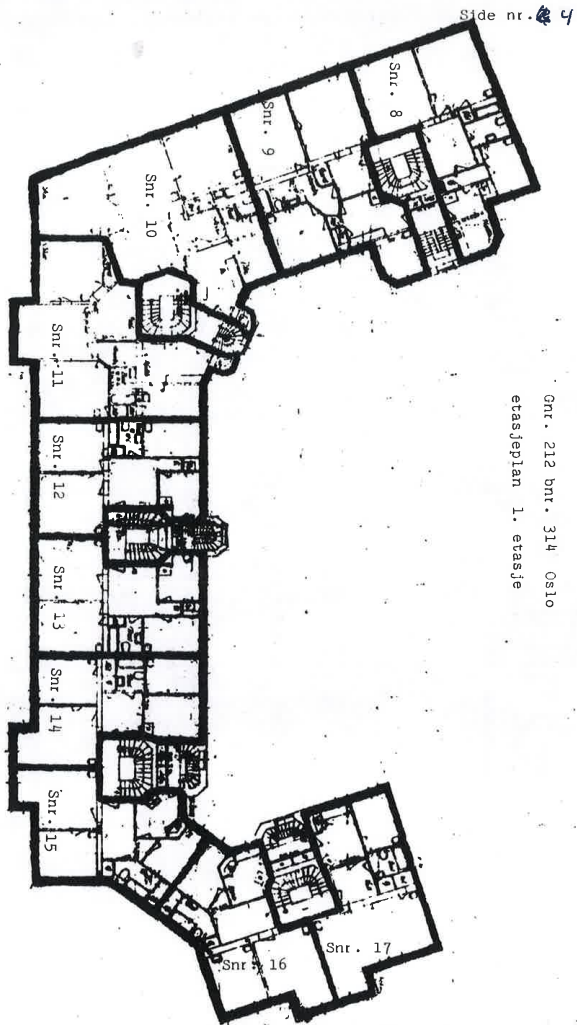 Side nr. 4
Gnr. 212 bnr. 314 Oslo
etasjeplan 1. etasje
Snr. 8
Snr. 9
Snr. 10
Snr. 11
Snr. 12
Snr. 13
Snr. 14
Snr. 15
Snr. 16
Snr. 17